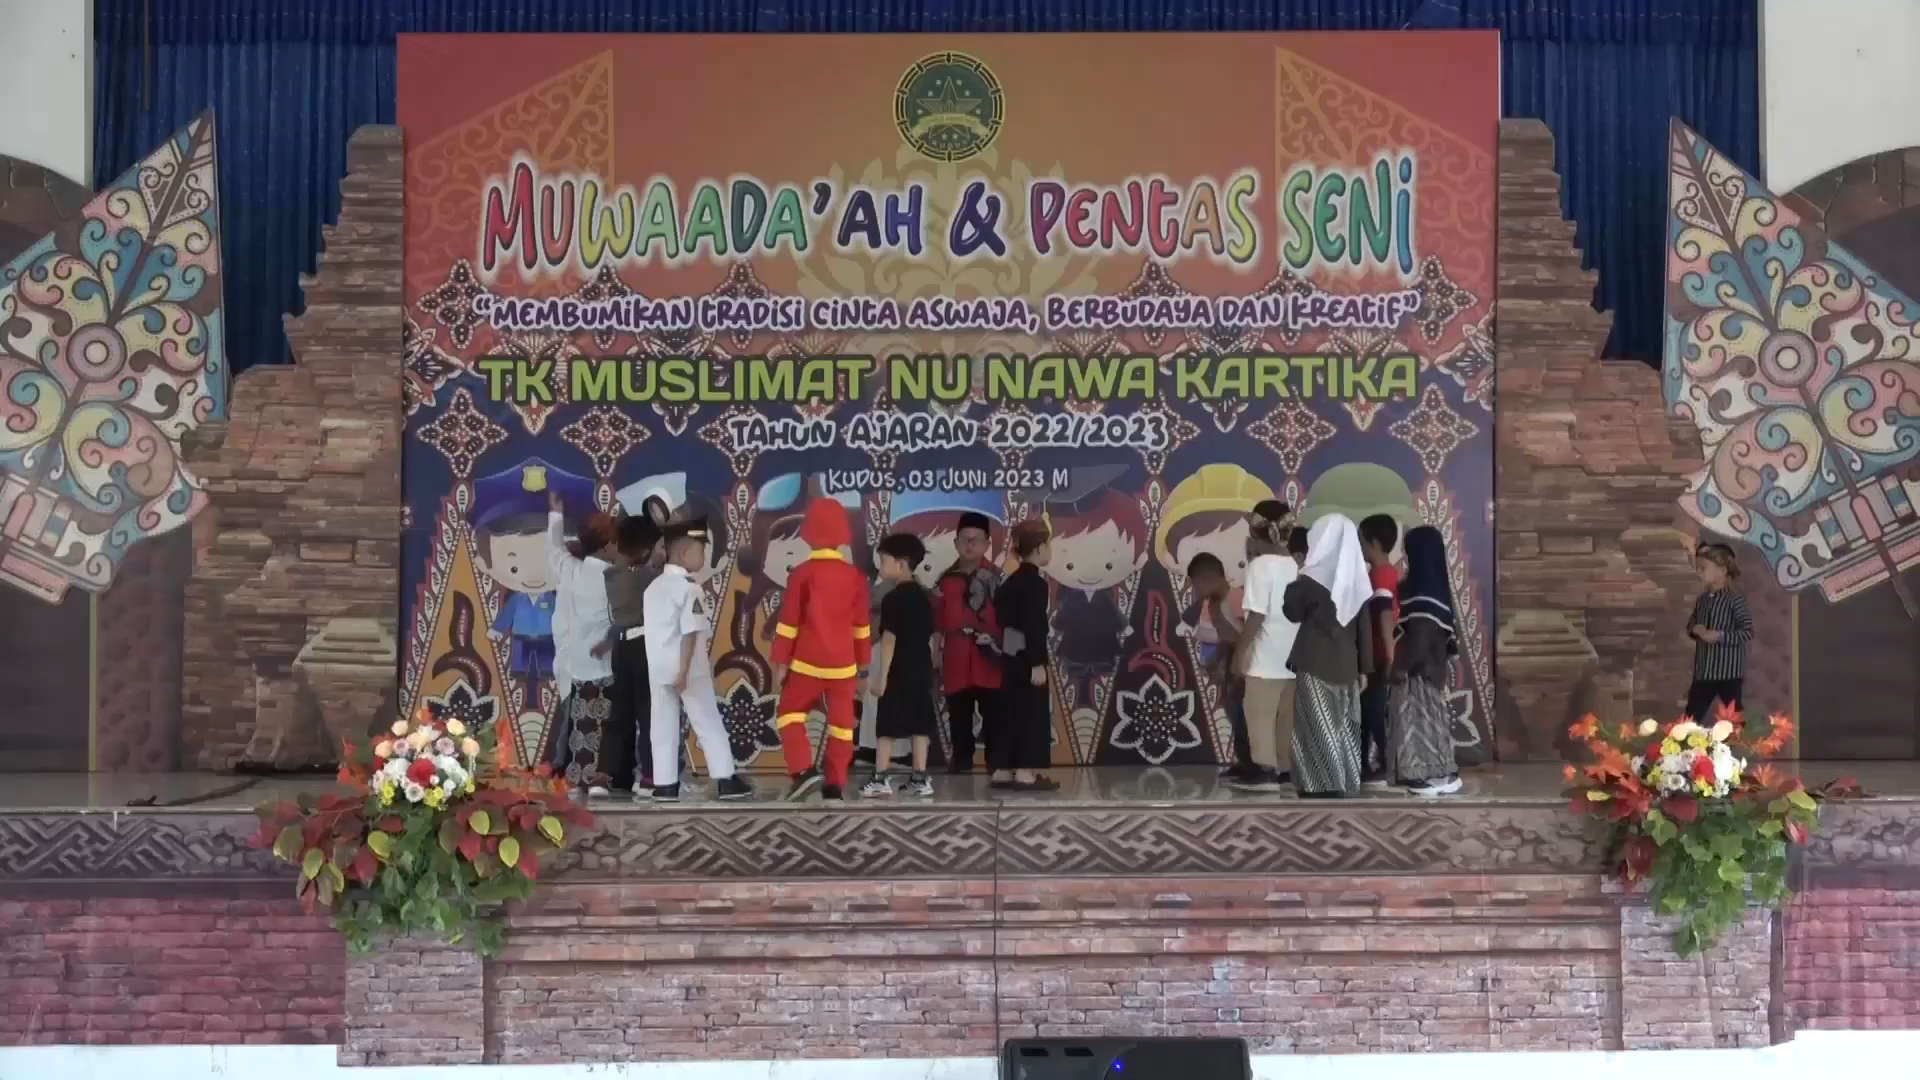 KUDUS
MUWAADA'AH & PENTAS SENI
"MEMBUMIKAN TRADISI CINTA ASWAJA, BERBUDAYA DAN KREATIF"
TK MUSLIMAT NU NAWA KARTIKA
TAHUN AJARAN 2022/2023
KUDUS, 03 JUNI 2023 M